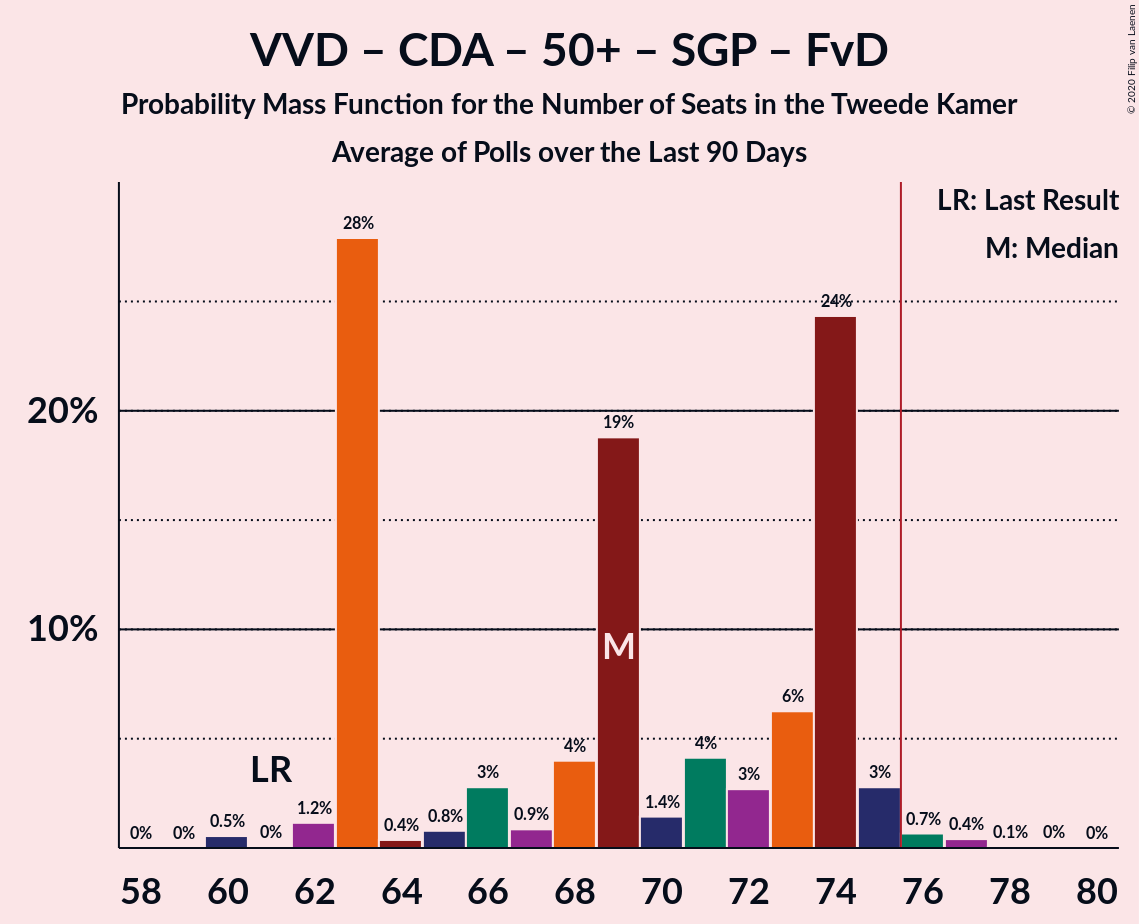 VVD – CDA – 50+ – SGP – FvD
Probability Mass Function for the Number of Seats in the Tweede Kamer
Average of Polls over the Last 90 Days
© 2020 Filip van Laenen
LR: Last Result
M: Median
20%
10%
0%
0%
0.5%
0%
LR
1.2%
28%
0.4%
0.8%
3%
0.9%
4%
19%
M
1.4%
4%
3%
6%
24%
3%
0.7%
0.4%
0.1%
0%
0%
58 60 62 64 66 68 70 72 74 76 78 80